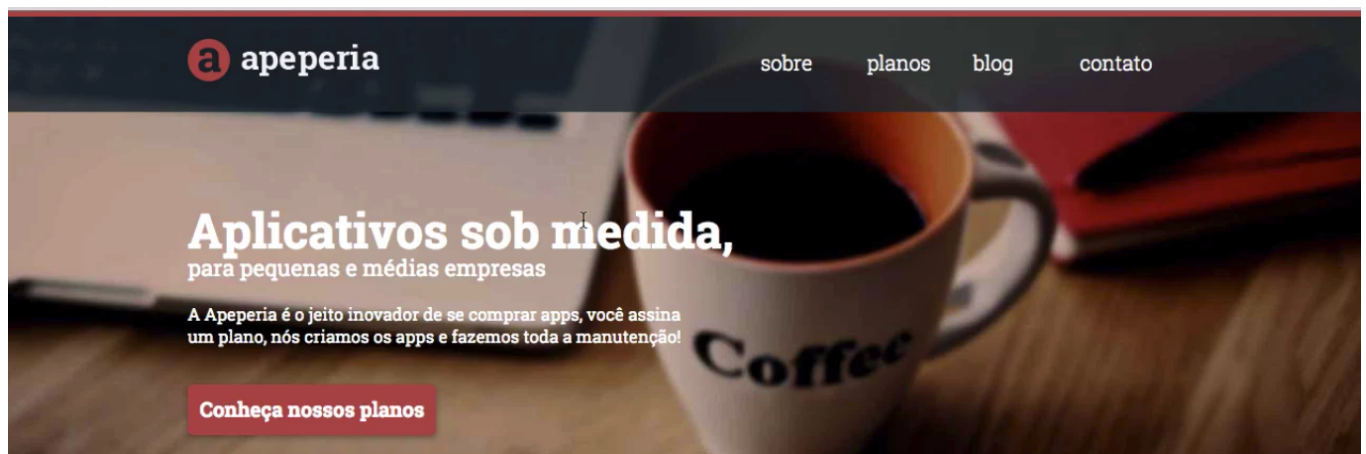 a apeperia
sobre planos blog contato
Aplicativos sob medida,
para pequenas e médias empresas
A Apeperia é o jeito inovador de se comprar apps, você assina
um plano, nós criamos os apps e fazemos toda a manutenção!
Coffee
Conheça nossos planos